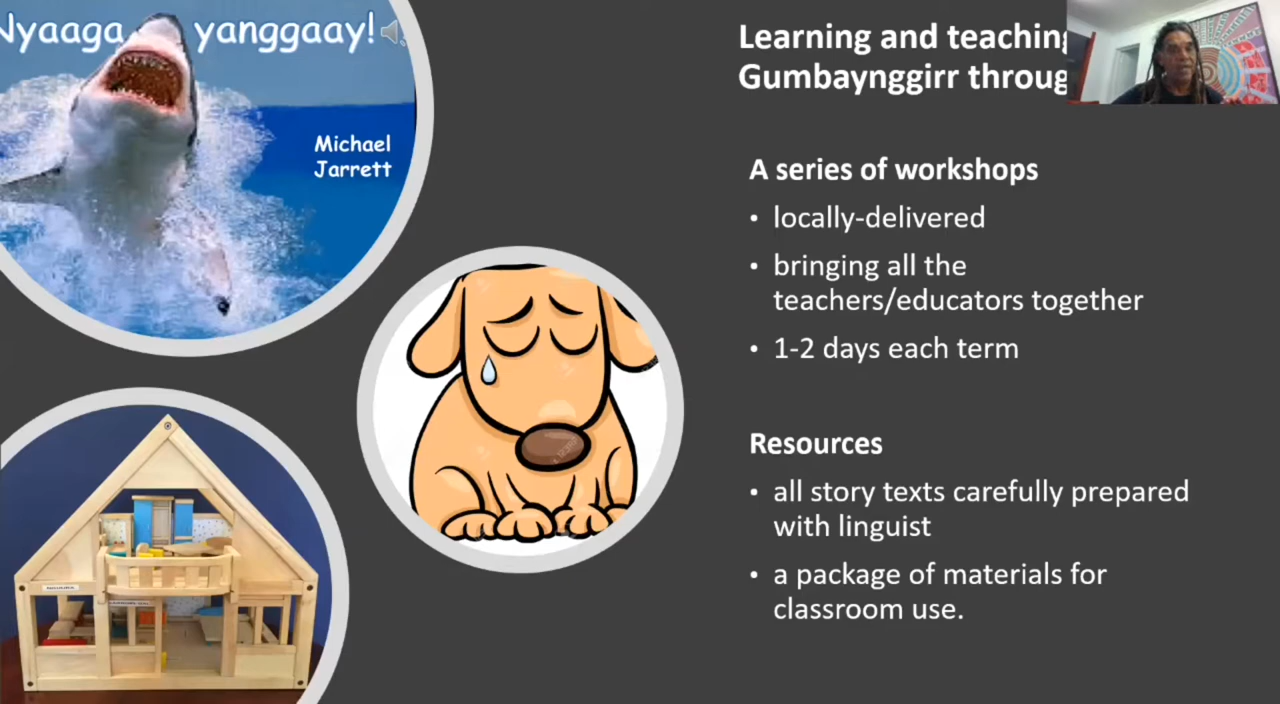 Nyaaga yanggaay!
Michael
Jarrett
Learning and teaching
Gumbaynggirr throug
A series of workshops
• locally-delivered
• bringing all the
teachers/educators together
• 1-2 days each term
Resources
• all story texts carefully prepared
with linguist
• a package of materials for
classroom use.